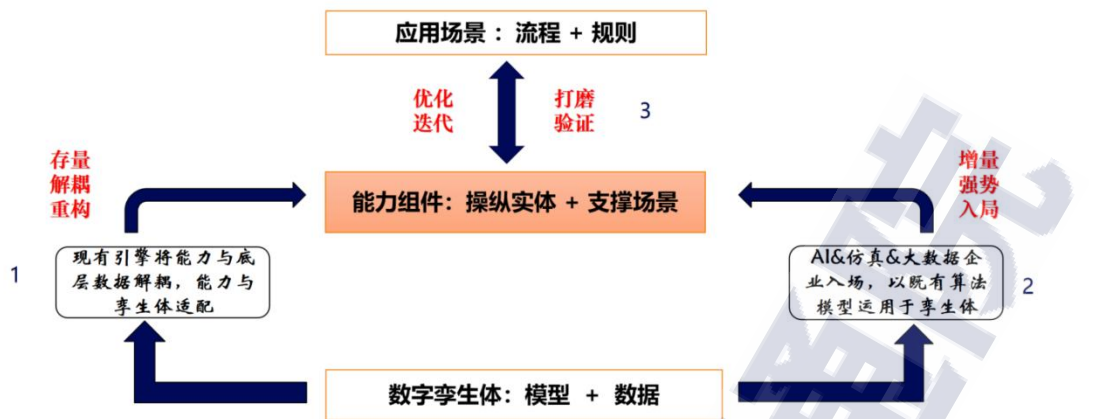 应用场景：流程 + 规则
优化
迭代
打磨
验证
3
存量
解耦
重构
能力组件：操纵实体 + 支撑场景
增量
强势
入局
1
现有引擎将能力与底
层数据解耦，能力与
孪生体适配
AI&仿真&大数据企
业入场，以既有算法
模型运用于孪生体
2
数字孪生体：模型 + 数据